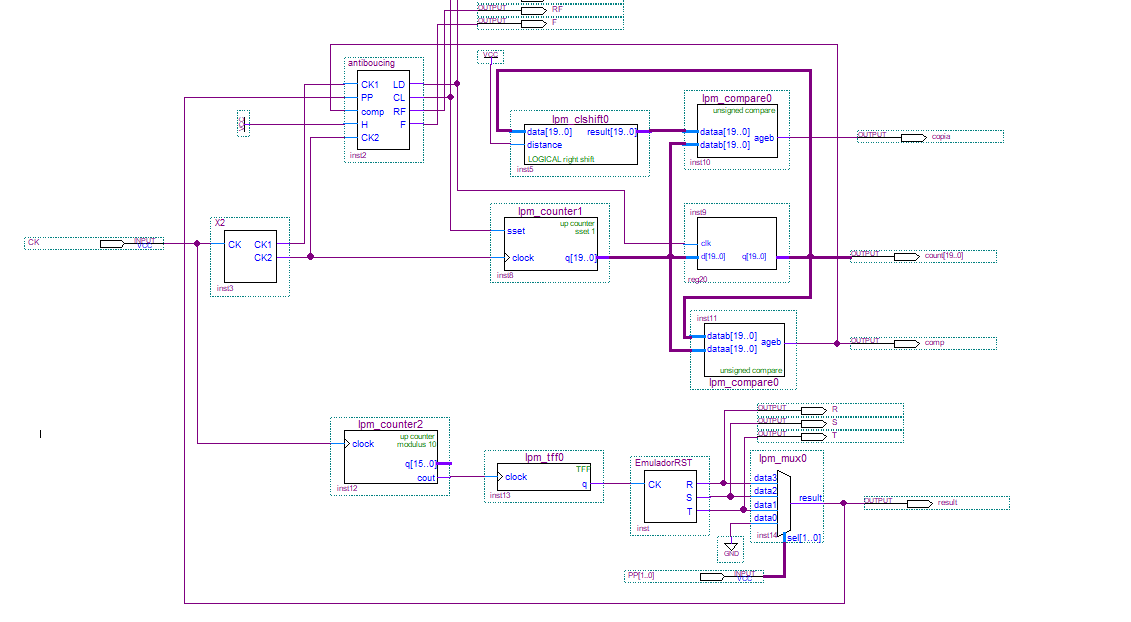 OUTPUT RF
OUTPUT F
antiboucing
CK1 LD
PP CL
comp RF
H F
CK2
inst2
VCC
VCC
lpm_clshift0
data[19..0] result[19..0]
distance
LOGICAL right shift
inst5
lpm_compare0
unsigned compare
dataa[19..0]
datab[19..0]
ageb
inst10
OUTPUT copia
CK INPUT VCC
X2
CK CK1
CK2
inst3
lpm_counter1
up counter
sset 1
sset
clock q[19..0]
inst8
inst9
clk
d[19..0] q[19..0]
reg20
OUTPUT count[19..0]
inst11
datab[19..0]
dataa[19..0]
ageb
unsigned compare
lpm_compare0
OUTPUT comp
lpm_counter2
up counter
modulus 10
clock
q[15..0]
cout
inst12
lpm_tff0
TFF
clock
q
inst13
EmuladorRST
CK R
S
T
inst
OUTPUT R
OUTPUT S
OUTPUT T
lpm_mux0
data3
data2
data1
data0
result
inst14
sel[1..0]
OUTPUT result
GND
PP[1..0] INPUT VCC